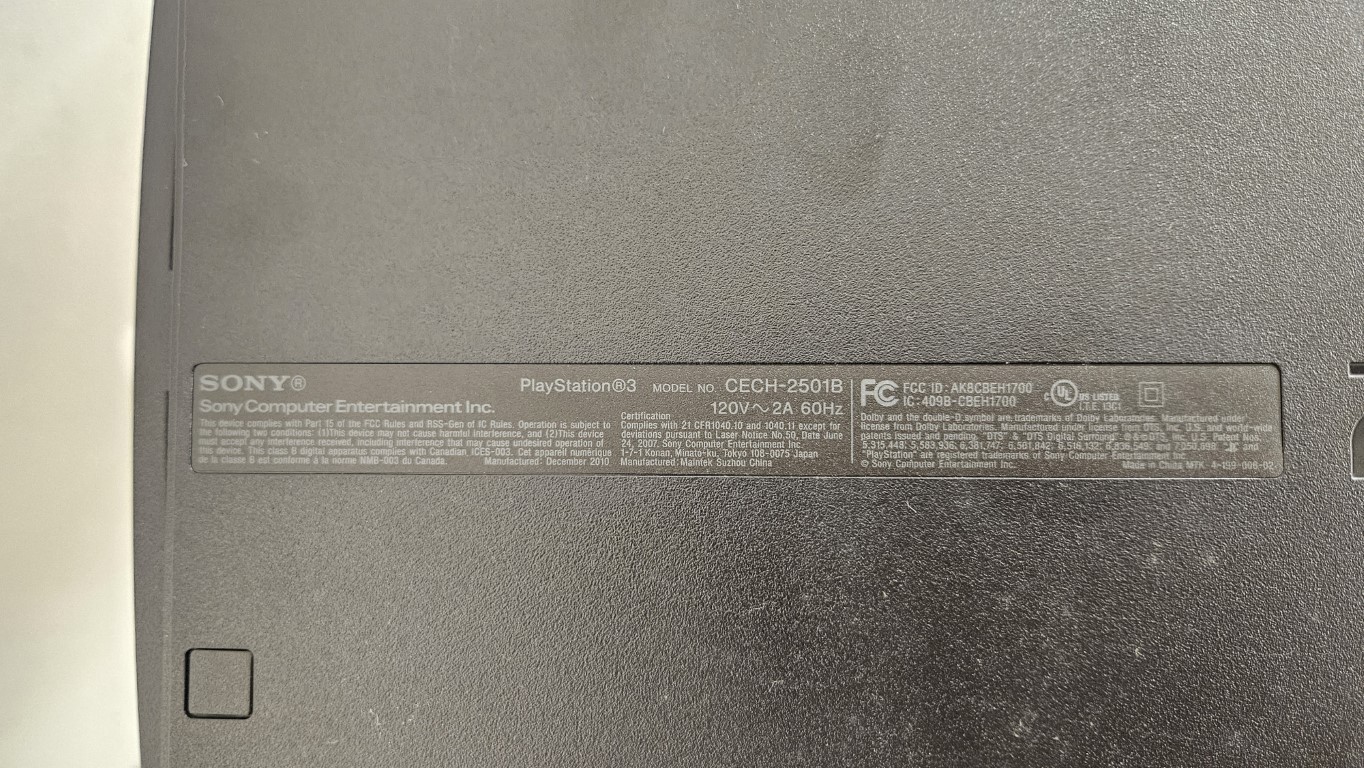 SONY®
Sony Computer Entertainment Inc.
This device complies with Part 15 of the FCC Rules and RSS-Gen of IC Rules. Operation is subject to
the following two conditions: (1)This device may not cause harmful interference, and (2)This device
must accept any interference received, including interference that may cause undesired operation of
this device. This class B digital apparatus complies with Canadian ICES-003. Cet appareil numérique
de la classe B est conforme à la norme NMB-003 du Canada. Manufactured: December 2010
PlayStation®3 MODEL NO. CECH-2501B
120V～2A 60Hz
Certification
Complies with 21 CFR1040.10 and 1040.11 except for
deviations pursuant to Laser Notice No.50, Date June
24, 2007. Sony Computer Entertainment Inc.
1-7-1 Konan, Minato-ku, Tokyo 108-0075 Japan
Manufactured: Maintek Suzhou China
FC FCC ID: AK8CBEH1700
IC: 409B-CBEH1700
c UL US LISTED
I.T.E.
Dolby and the double-D symbol are trademarks of Dolby Laboratories. Manufactured under
license from Dolby Laboratories. Manufactured under license from DTS, Inc. U.S. and world-wide
patents issued and pending. "DTS" & "DTS Digital Surround" ® & © DTS, Inc. U.S. Patent Nos.
and
"PlayStation" are registered trademarks of Sony Computer Entertainment Inc.
© Sony Computer Entertainment Inc. Made in China MTK